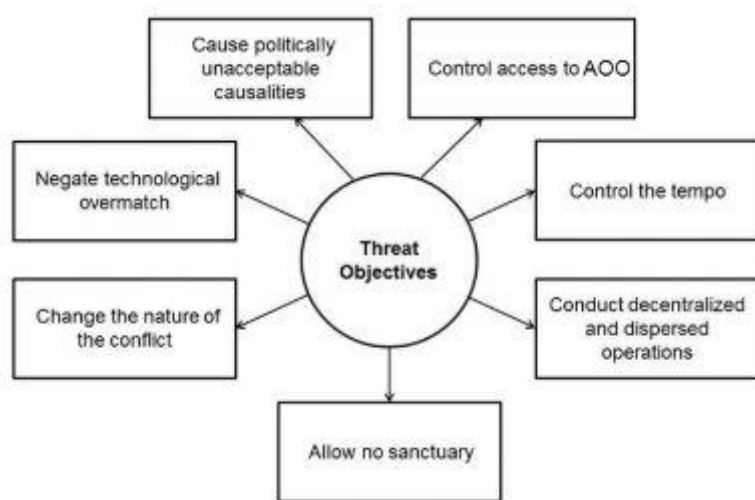 Cause politically
unacceptable
causalities
Control access to AOO
Negate technological
overmatch
Control the tempo
Threat
Objectives
Change the nature of
the conflict
Conduct decentralized
and dispersed
operations
Allow no sanctuary